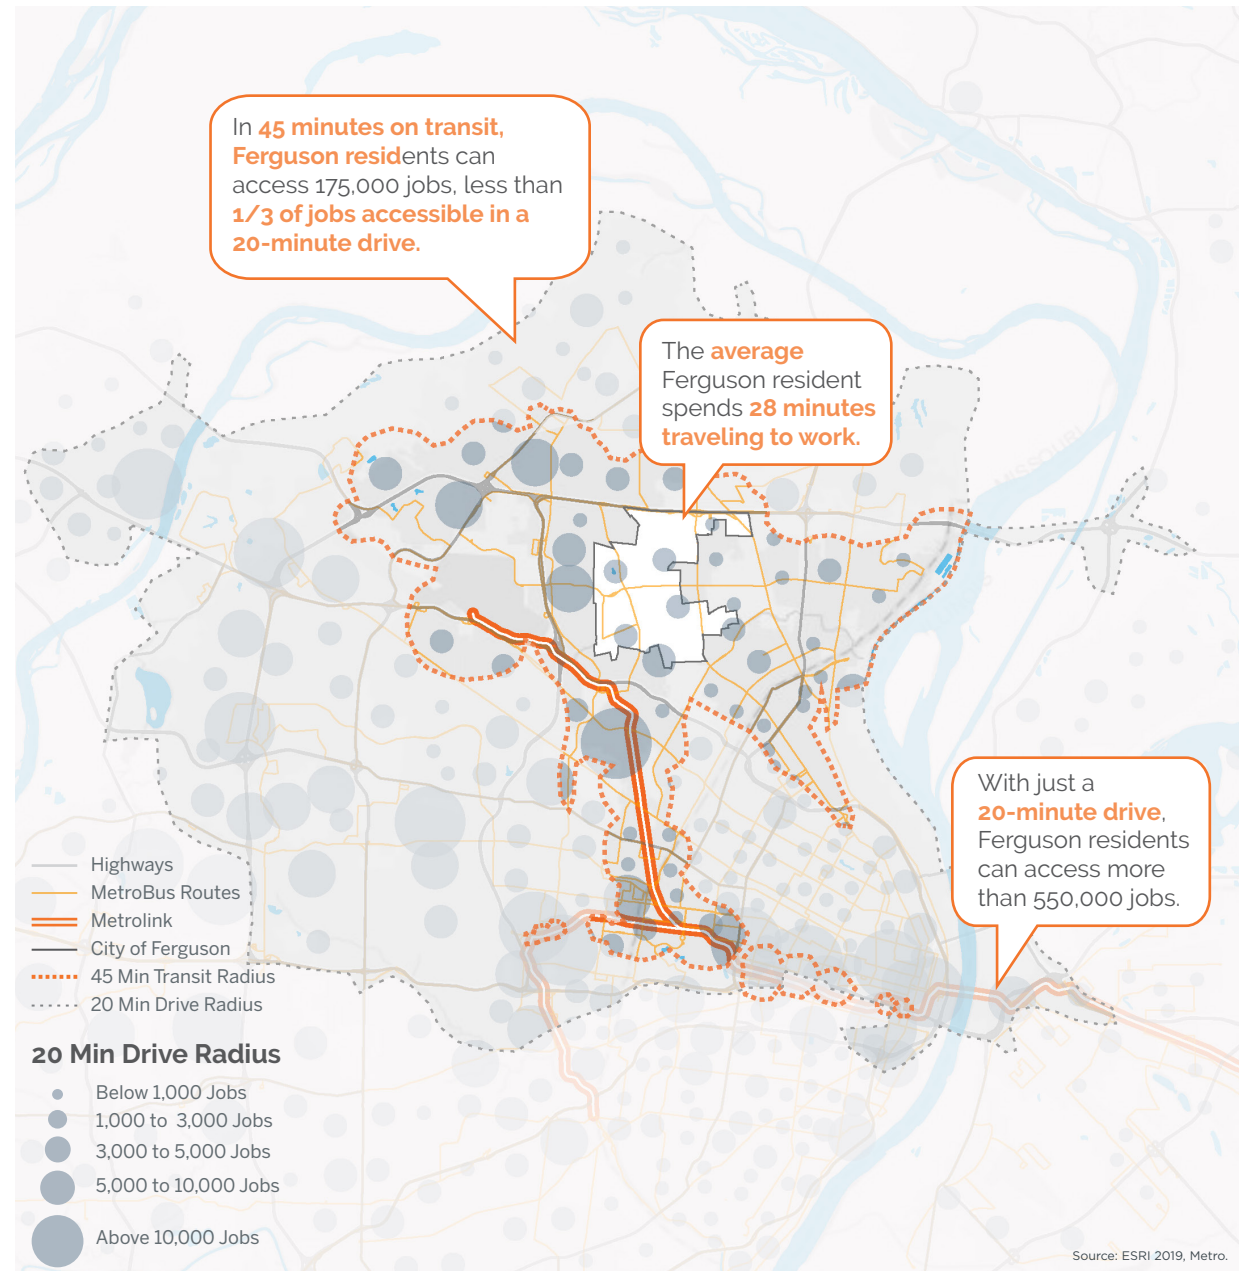 In 45 minutes on transit,
Ferguson residents can
access 175,000 jobs, less than
1/3 of jobs accessible in a
20-minute drive.
The average
Ferguson resident
spends 28 minutes
traveling to work.
With just a
20-minute drive,
Ferguson residents
can access more
than 550,000 jobs.
Highways
MetroBus Routes
Metrolink
City of Ferguson
45 Min Transit Radius
20 Min Drive Radius
20 Min Drive Radius
Below 1,000 Jobs
1,000 to 3,000 Jobs
3,000 to 5,000 Jobs
5,000 to 10,000 Jobs
Above 10,000 Jobs
Source: ESRI 2019, Metro.